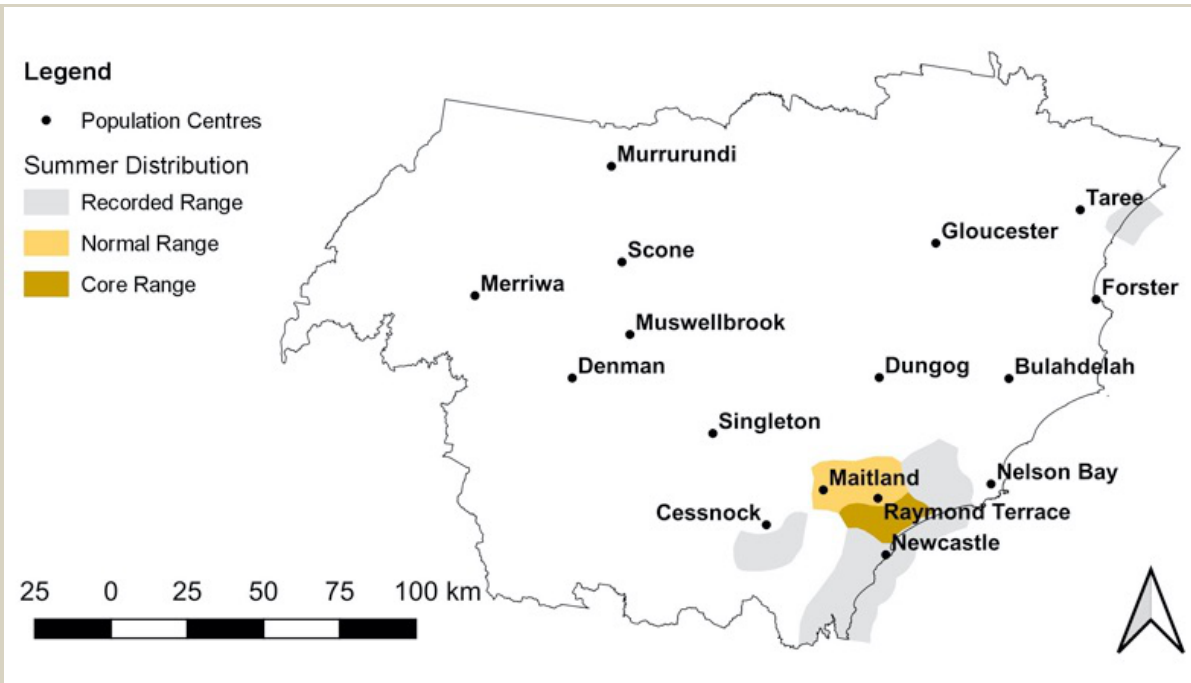 Legend
Population Centres
Summer Distribution
Recorded Range
Normal Range
Core Range
Murrurundi
Taree
Gloucester
Scone
Merriwa
Forster
Muswellbrook
Denman
Dungog
Bulahdelah
Singleton
Maitland
Nelson Bay
Cessnock
Raymond Terrace
Newcastle
25 0 25 50 75 100 km